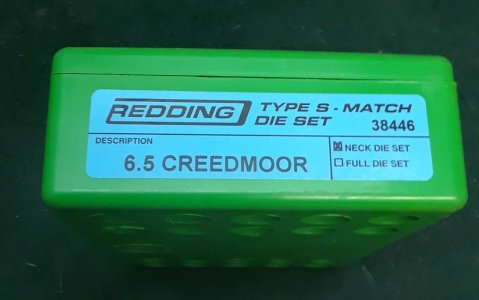 REDDING TYPE S - MATCH
DIE SET 38446
DESCRIPTION
6.5 CREEDMOOR
NECK DIE SET
FULL DIE SET